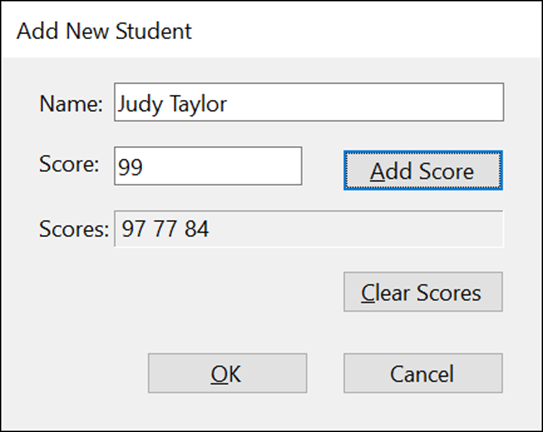 Add New Student
Name: Judy Taylor
Score: 99 Add Score
Scores: 97 77 84
Clear Scores
OK Cancel